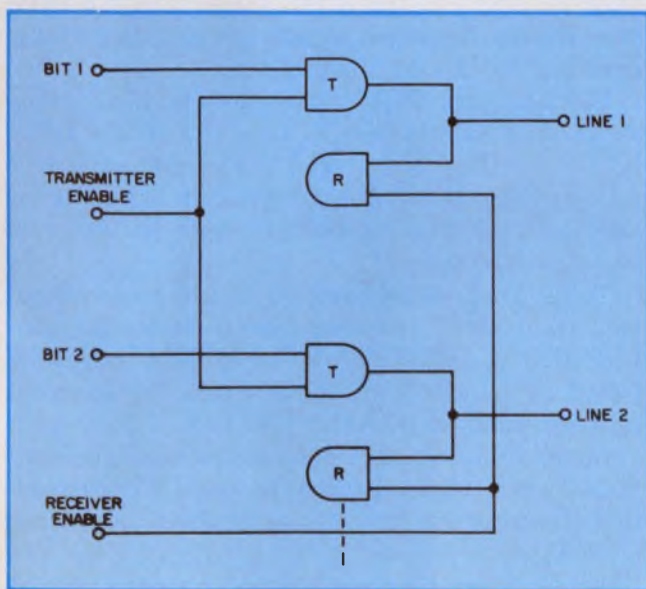 BIT 1
T
LINE 1
R
TRANSMITTER
ENABLE
BIT 2
T
LINE 2
R
RECEIVER
ENABLE